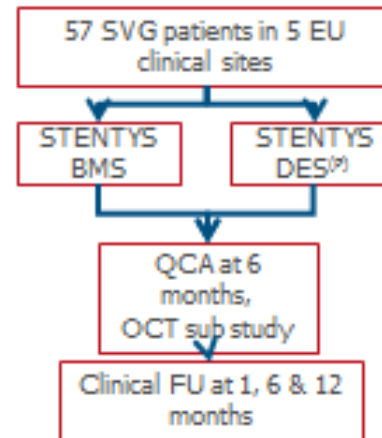 57 SVG patients in 5 EU
clinical sites
STENTYS
BMS
STENTYS
DES(P)
QCA at 6
months,
OCT sub study
Clinical FU at 1, 6 & 12
months